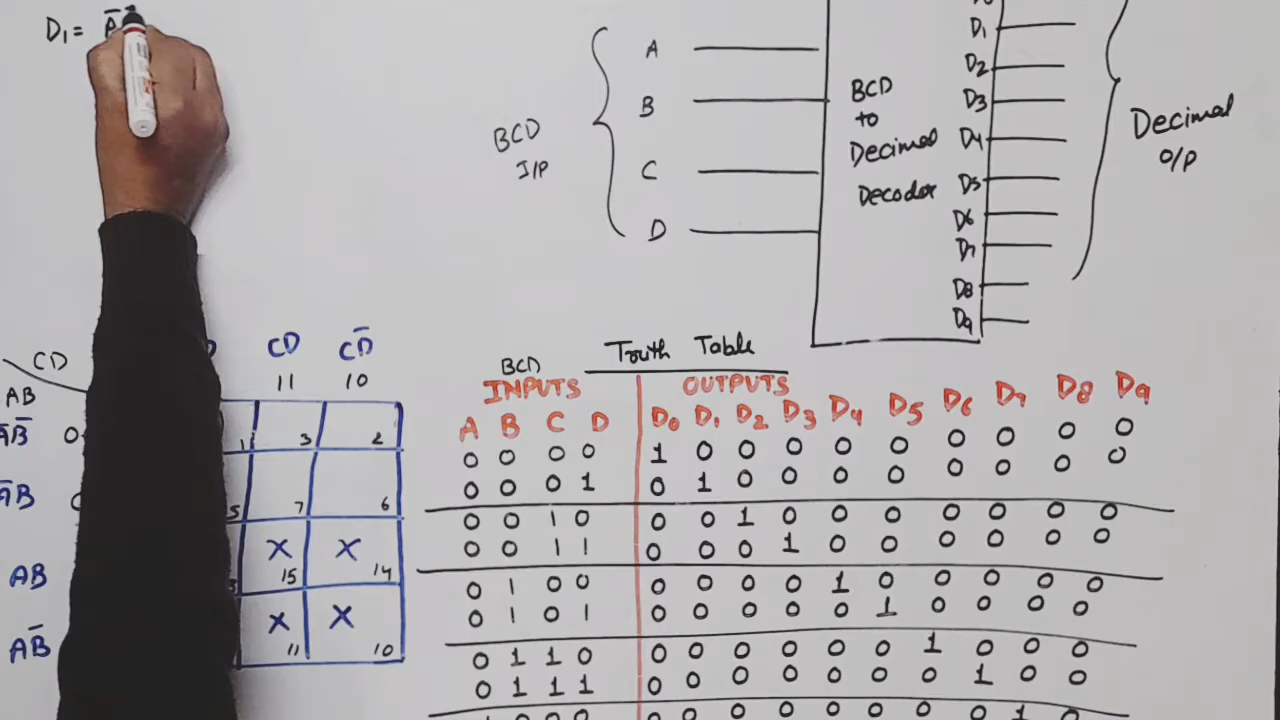 D₁ = A̅
A
B
C
D
BCD
I/P
BCD
to
Decimal
Decoder
D₁
D₂
D₃
D₄
D₅
D₆
D₇
D₈
D₉
Decimal
O/P
CD
AB
CD CD̅
11 10
A̅B̅
1 3 2
A̅B
5 7 6
AB X X
15 14
AB̅ X X
11 10
Truth Table
BCD
INPUTS OUTPUTS
A B C D D₀ D₁ D₂ D₃ D₄ D₅ D₆ D₇ D₈ D₉
0 0 0 0 1 0 0 0 0 0 0 0 0 0
0 0 0 1 0 1 0 0 0 0 0 0 0 0
0 0 1 0 0 0 1 0 0 0 0 0 0 0
0 0 1 1 0 0 0 1 0 0 0 0 0 0
0 1 0 0 0 0 0 0 1 0 0 0 0 0
0 1 0 1 0 0 0 0 0 1 0 0 0 0
0 1 1 0 0 0 0 0 0 0 1 0 0 0
0 1 1 1 0 0 0 0 0 0 0 1 0 0